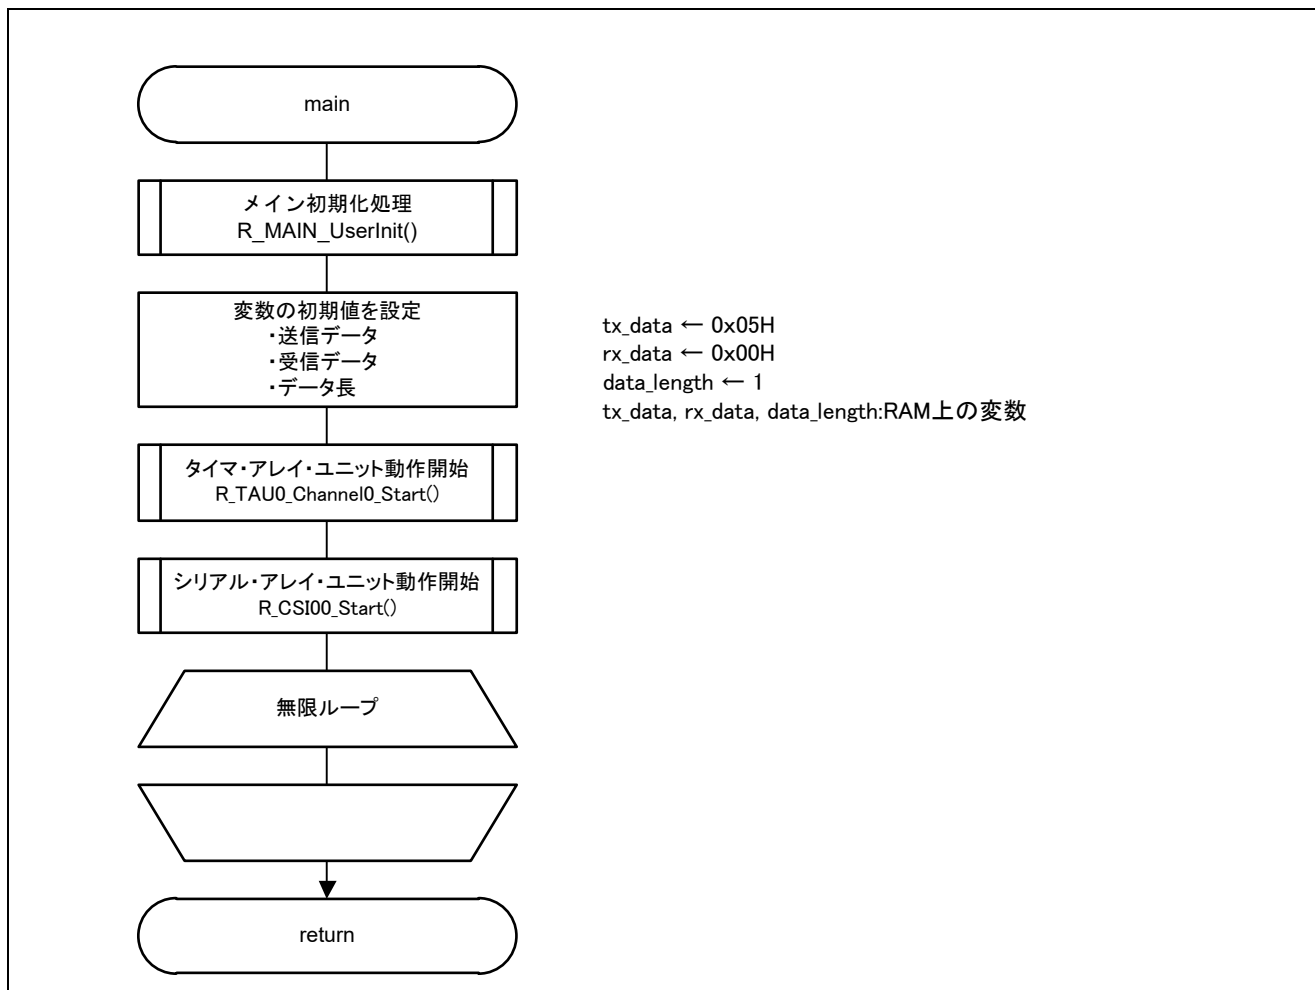 main
メイン初期化処理
R_MAIN_UserInit()
変数の初期値を設定
・送信データ
・受信データ
・データ長
tx_data ← 0x05H
rx_data ← 0x00H
data_length ← 1
tx_data, rx_data, data_length:RAM上の変数
タイマ・アレイ・ユニット動作開始
R_TAU0_Channel0_Start()
シリアル・アレイ・ユニット動作開始
R_CSI00_Start()
無限ループ
return